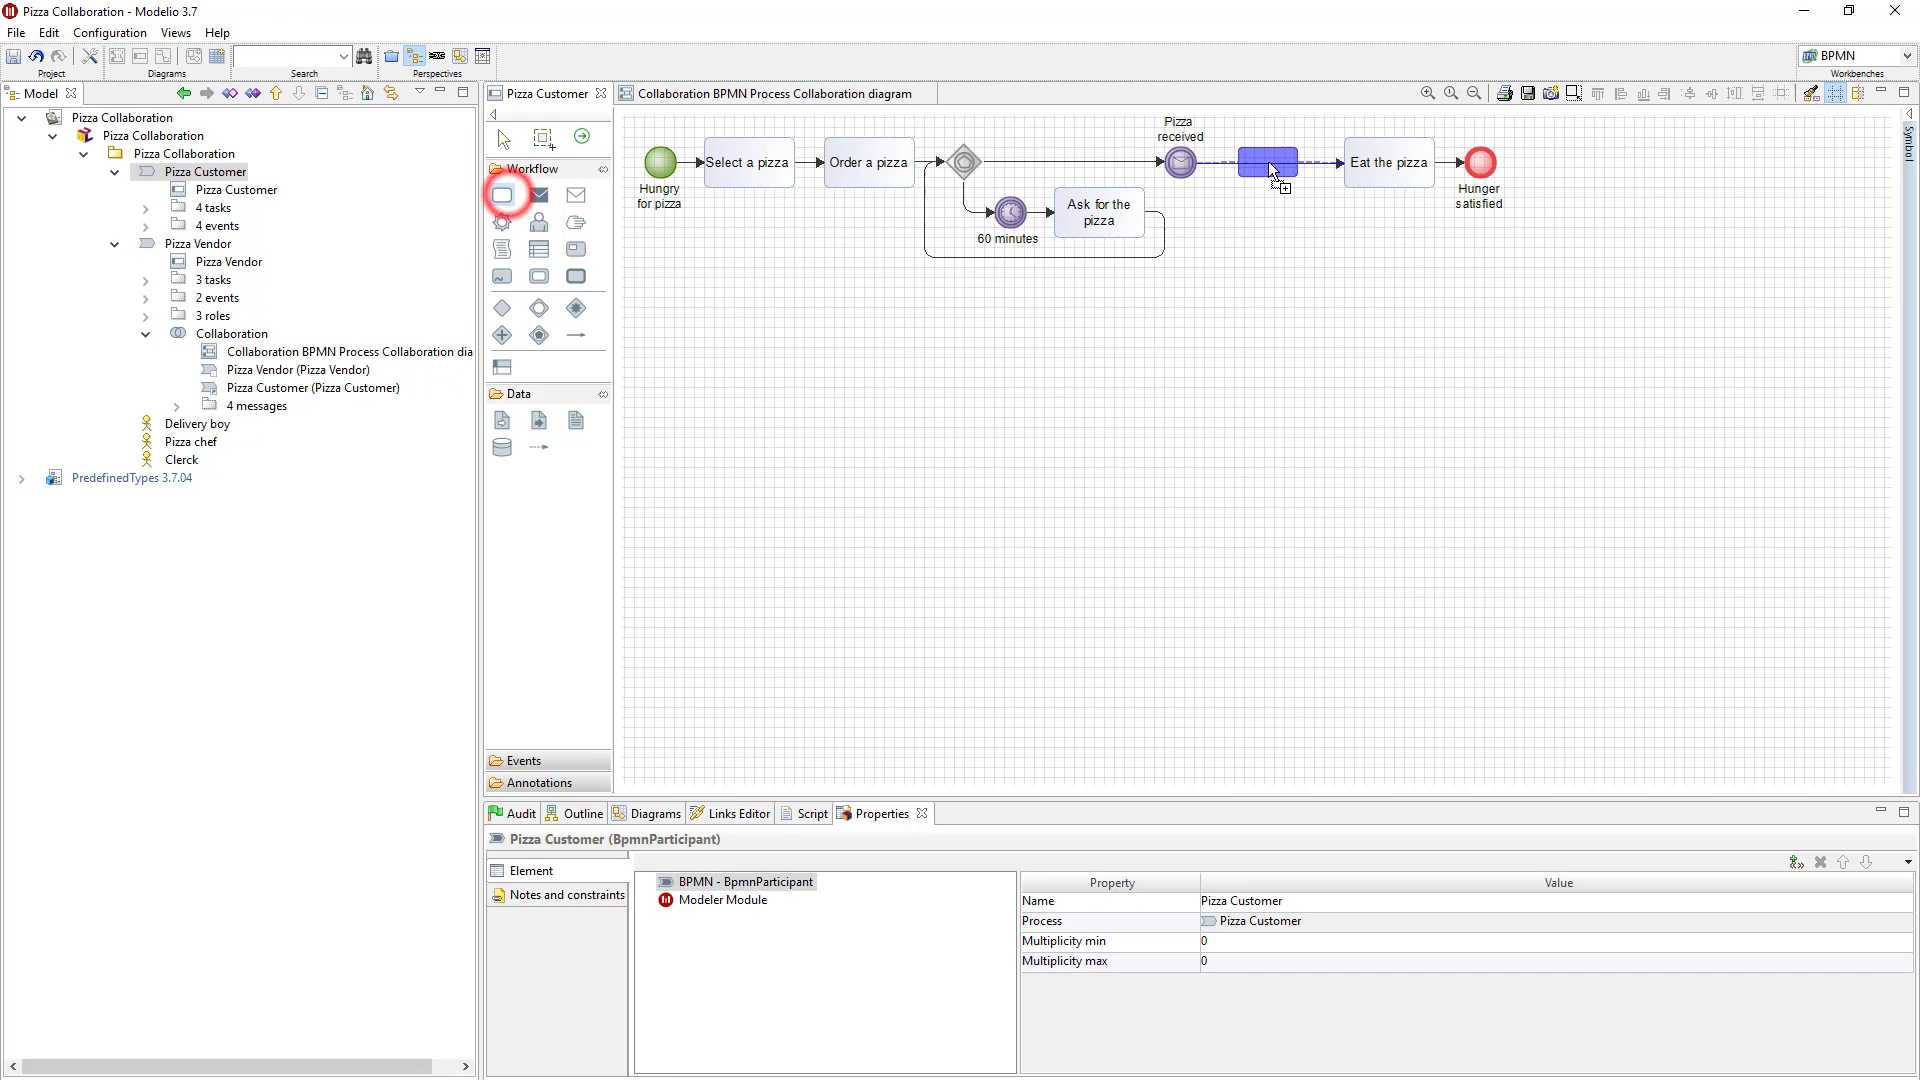 Pizza Collaboration - Modelio 3.7
File Edit Configuration Views Help
Project Diagrams Search Perspectives
BPMN
Workbenches
Model
Pizza Customer
Collaboration BPMN Process Collaboration diagram
Pizza Collaboration
Pizza Collaboration
Pizza Collaboration
Pizza Customer
Pizza Customer
4 tasks
4 events
Pizza Vendor
Pizza Vendor
3 tasks
2 events
3 roles
Collaboration
Collaboration BPMN Process Collaboration dia
Pizza Vendor (Pizza Vendor)
Pizza Customer (Pizza Customer)
4 messages
Delivery boy
Pizza chef
Clerck
PredefinedTypes 3.7.04
Workflow
Data
Events
Annotations
Hungry
for pizza
Select a pizza
Order a pizza
60 minutes
Ask for the
pizza
Pizza
received
Eat the pizza
Hunger
satisfied
Symbol
Audit Outline Diagrams Links Editor Script Properties
Pizza Customer (BpmnParticipant)
Element
Notes and constraints
BPMN - BpmnParticipant
Modeler Module
Property Value
Name Pizza Customer
Process Pizza Customer
Multiplicity min 0
Multiplicity max 0